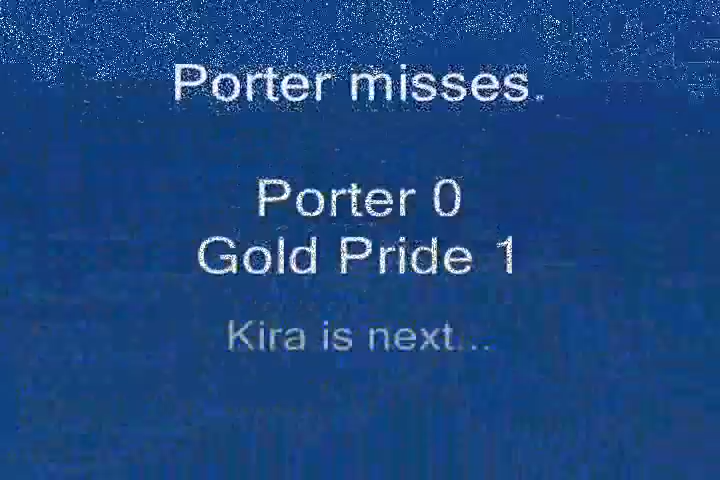 Porter misses.
Porter 0
Gold Pride 1
Kira is next...